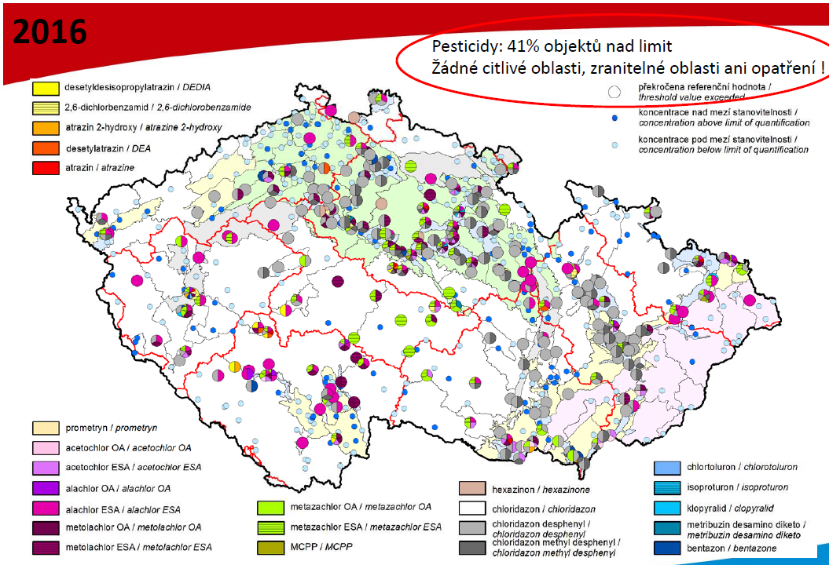 2016
Pesticidy: 41% objektů nad limit
Žádné citlivé oblasti, zranitelné oblasti ani opatření !
desetyldesisopropylatrazin / DEDIA
2,6-dichlorbenzamid / 2,6-dichlorobenzamide
atrazin 2-hydroxy / atrazine 2-hydroxy
desetylatrazin / DEA
atrazin / atrazine
překročena referenční hodnota /
threshold value exceeded
koncentrace nad mezí stanovitelnosti /
concentration above limit of quantification
koncentrace pod mezí stanovitelnosti /
concentration below limit of quantification
prometryn / prometryn
acetochlor OA / acetochlor OA
acetochlor ESA / acetochlor ESA
alachlor OA / alachlor OA
alachlor ESA / alachlor ESA
metolachlor OA / metolachlor OA
metolachlor ESA / metolachlor ESA
metazachlor OA / metazachlor OA
metazachlor ESA / metazachlor ESA
MCPP / MCPP
hexazinon / hexazinone
chloridazon / chloridazon
chloridazon desphenyl /
chloridazon desphenyl
chloridazon methyl desphenyl /
chloridazon methyl desphenyl
chlortoluron / chlorotoluron
isoproturon / isoproturon
klopyralid / clopyralid
metribuzin desamino diketo /
metribuzin desamino diketo
bentazon / bentazone